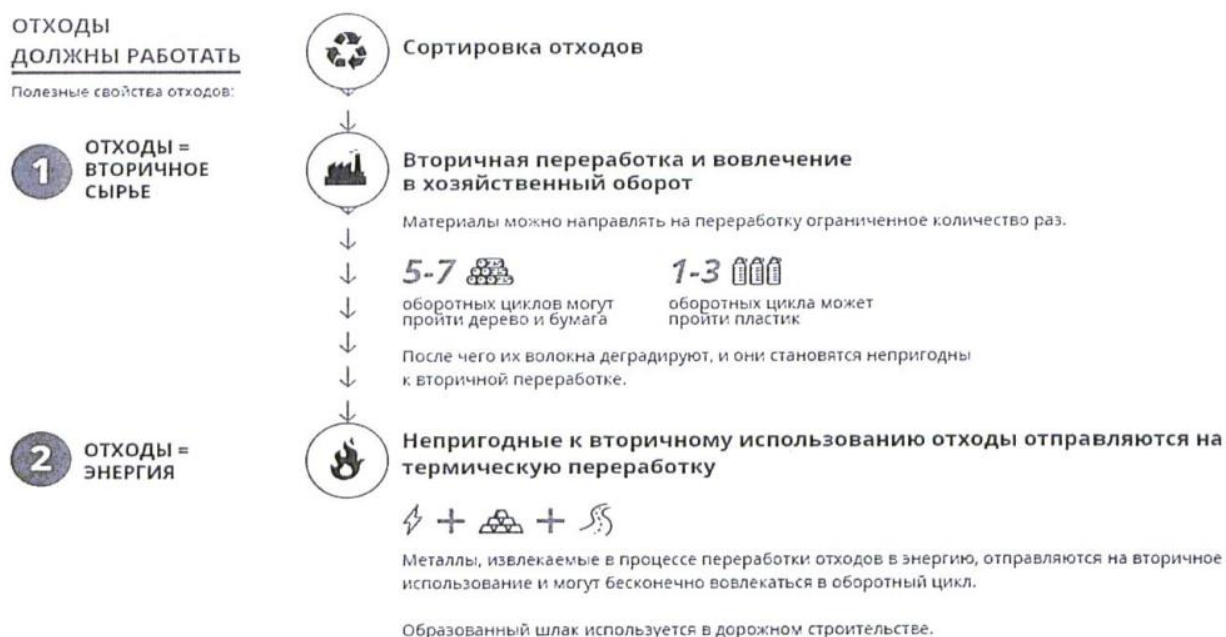 ОТХОДЫ
ДОЛЖНЫ РАБОТАТЬ
Полезные свойства отходов:
Сортировка отходов
1
ОТХОДЫ =
ВТОРИЧНОЕ
СЫРЬЕ
Вторичная переработка и вовлечение
в хозяйственный оборот
Материалы можно направлять на переработку ограниченное количество раз.
5-7
оборотных циклов могут
пройти дерево и бумага
1-3
оборотных цикла может
пройти пластик
После чего их волокна деградируют, и они становятся непригодны
к вторичной переработке.
2
ОТХОДЫ =
ЭНЕРГИЯ
Непригодные к вторичному использованию отходы отправляются на
термическую переработку
Металлы, извлекаемые в процессе переработки отходов в энергию, отправляются на вторичное
использование и могут бесконечно вовлекаться в оборотный цикл.
Образованный шлак используется в дорожном строительстве.